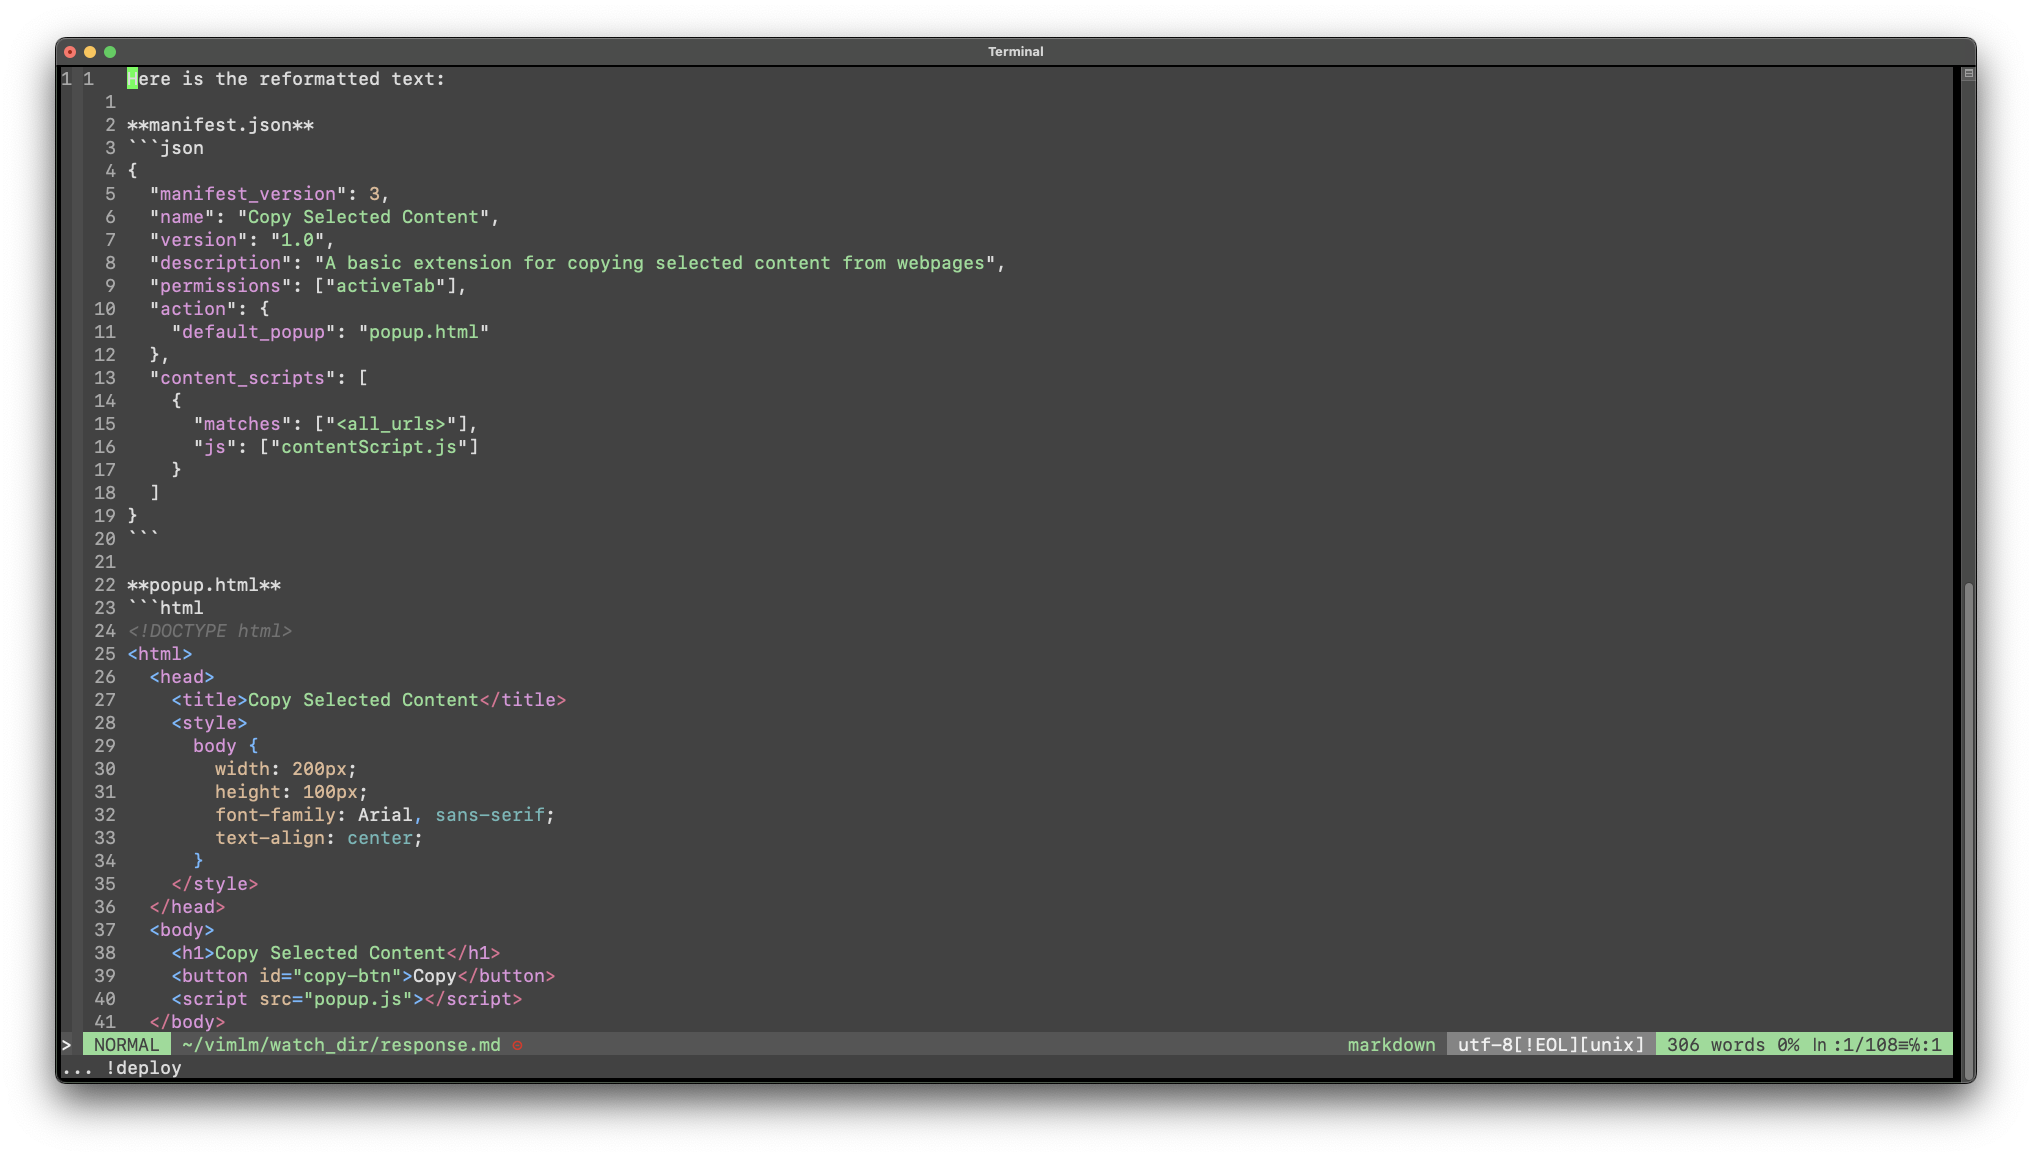 Terminal
1 1 Here is the reformatted text:
1
2 **manifest.json**
3 ```json
4 {
5   "manifest_version": 3,
6   "name": "Copy Selected Content",
7   "version": "1.0",
8   "description": "A basic extension for copying selected content from webpages",
9   "permissions": ["activeTab"],
10   "action": {
11     "default_popup": "popup.html"
12   },
13   "content_scripts": [
14     {
15       "matches": ["<all_urls>"],
16       "js": ["contentScript.js"]
17     }
18   ]
19 }
20 ```
21
22 **popup.html**
23 ```html
24 <!DOCTYPE html>
25 <html>
26   <head>
27     <title>Copy Selected Content</title>
28     <style>
29       body {
30         width: 200px;
31         height: 100px;
32         font-family: Arial, sans-serif;
33         text-align: center;
34       }
35     </style>
36   </head>
37   <body>
38     <h1>Copy Selected Content</h1>
39     <button id="copy-btn">Copy</button>
40     <script src="popup.js"></script>
41   </body>
> NORMAL ~/vimlm/watch_dir/response.md ⊝ markdown utf-8[!EOL][unix] 306 words 0% ln :1/108≡℅:1
... !deploy